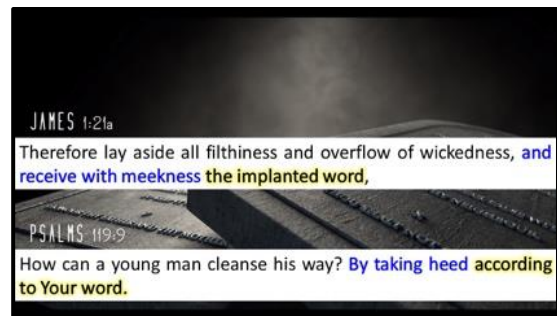 JAMES 1:21a
Therefore lay aside all filthiness and overflow of wickedness, and
receive with meekness the implanted word,
PSALMS 119:9
How can a young man cleanse his way? By taking heed according
to Your word.